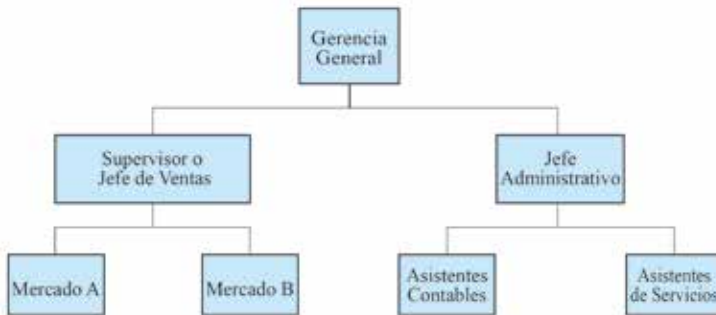 Gerencia
General
Supervisor o
Jefe de Ventas
Jefe
Administrativo
Mercado A
Mercado B
Asistentes
Contables
Asistentes
de Servicios